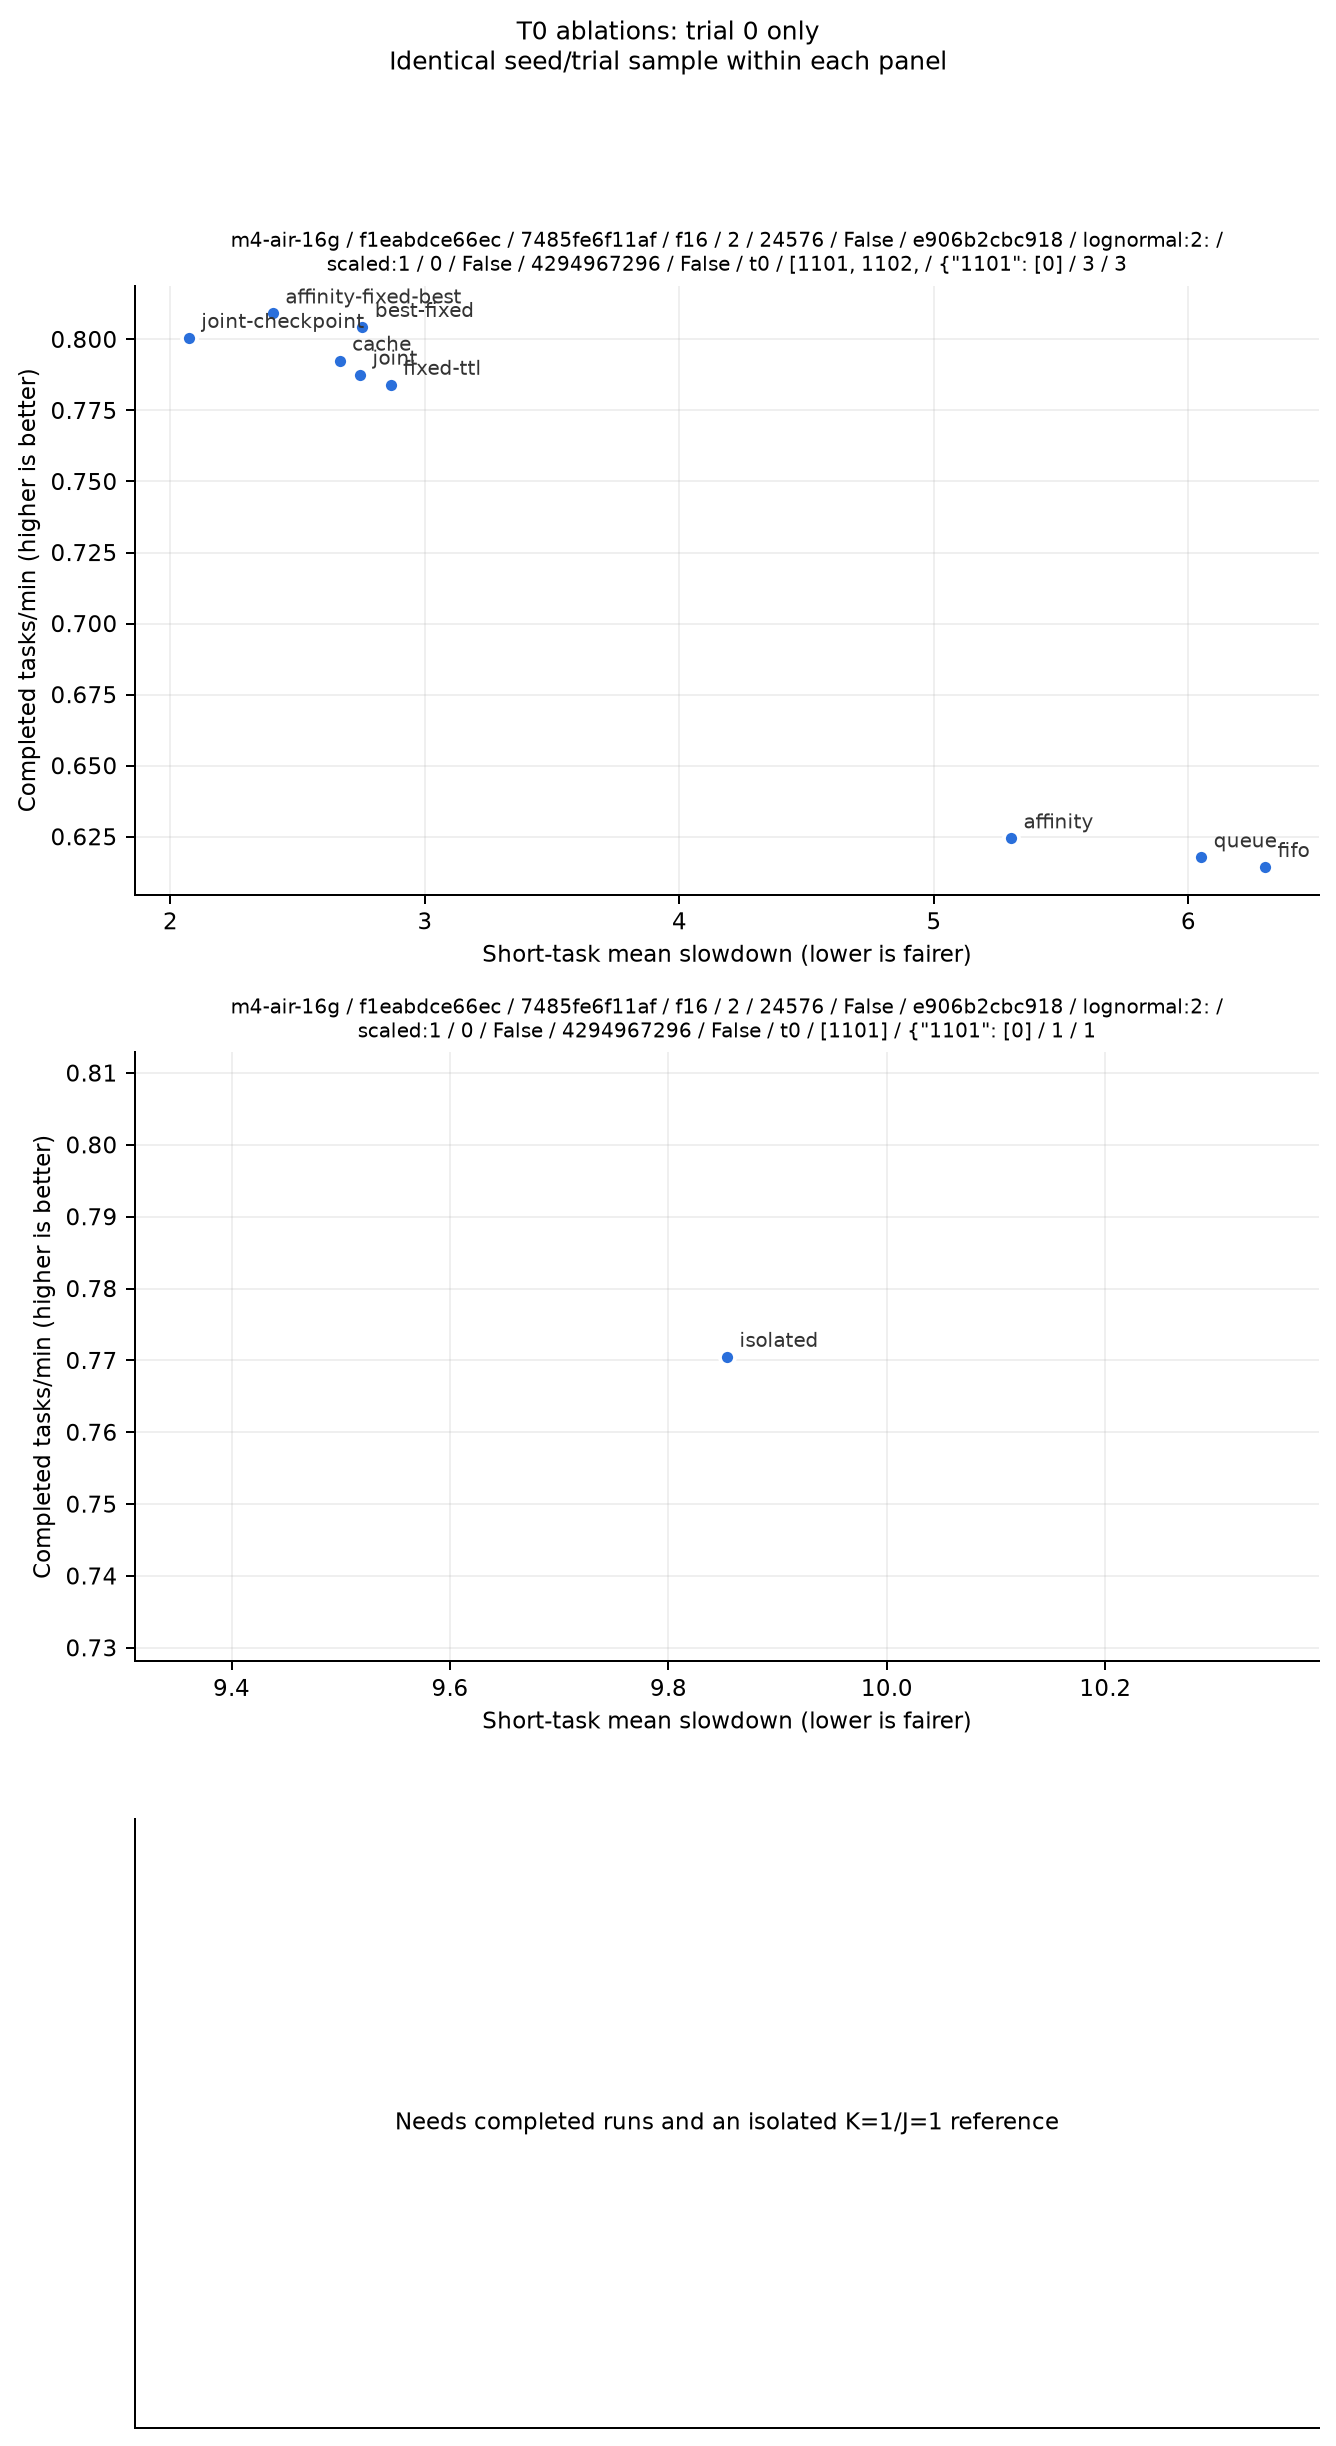 T0 ablations: trial 0 only
Identical seed/trial sample within each panel
m4-air-16g / f1eabdce66ec / 7485fe6f11af / f16 / 2 / 24576 / False / e906b2cbc918 / lognormal:2: /
scaled:1 / 0 / False / 4294967296 / False / t0 / [1101, 1102, / {"1101": [0] / 3 / 3
affinity-fixed-best
best-fixed
joint-checkpoint
cache
joint
fixed-ttl
affinity
queue
fifo
0.800
0.775
0.750
0.725
0.700
0.675
0.650
0.625
Completed tasks/min (higher is better)
2 3 4 5 6
Short-task mean slowdown (lower is fairer)
m4-air-16g / f1eabdce66ec / 7485fe6f11af / f16 / 2 / 24576 / False / e906b2cbc918 / lognormal:2: /
scaled:1 / 0 / False / 4294967296 / False / t0 / [1101] / {"1101": [0] / 1 / 1
0.81
0.80
0.79
0.78
0.77
0.76
0.75
0.74
0.73
Completed tasks/min (higher is better)
isolated
9.4 9.6 9.8 10.0 10.2
Short-task mean slowdown (lower is fairer)
Needs completed runs and an isolated K=1/J=1 reference